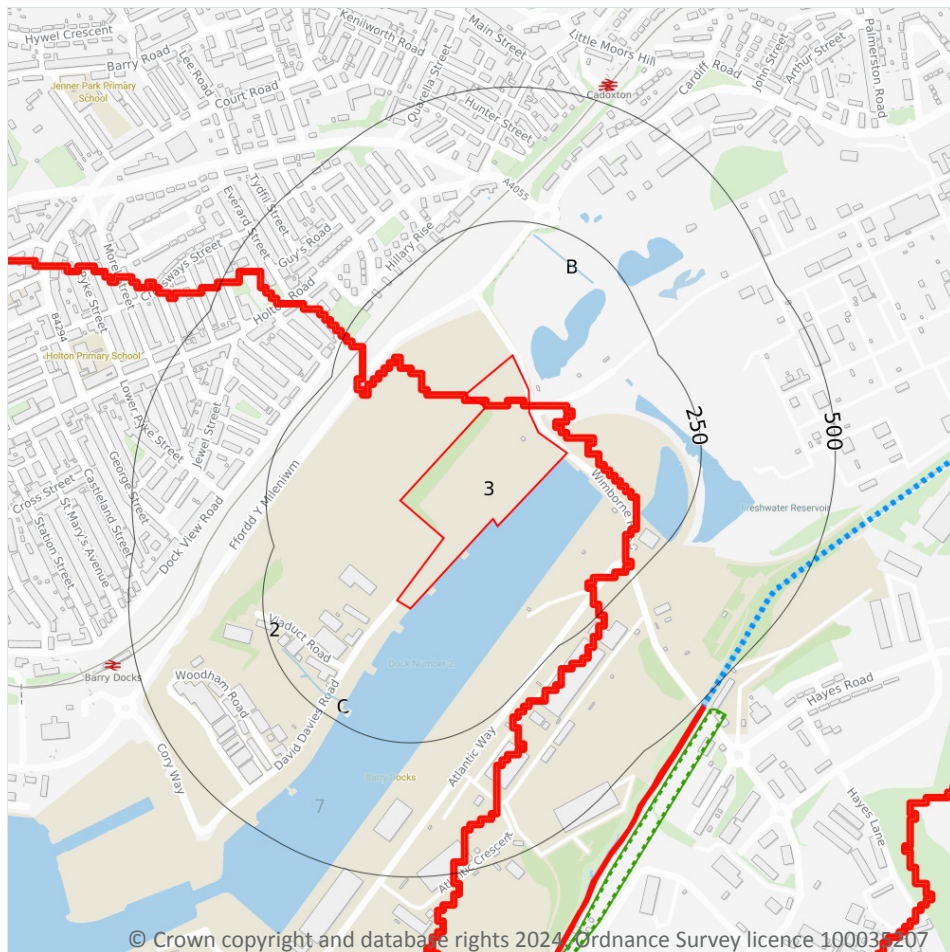 Hywel Crescent
Kenilworth Road
Main Street
Little Moors Hill
Barry Road
Lee Road
Jenner Park Primary
School
Court Road
Quarella Street
Hunter Street
Cadoxton
Cardiff Road
John Street
Arthur Street
Palmerston Road
A4055
Tydfil Street
Everard Street
Guy's Road
Hillary Rise
Holton Road
B
B4294
Holton Primary School
Lower Pyke Street
Jewel Street
George Street
Castleland Street
St Mary's Avenue
Station Street
Cross Street
Dock View Road
Ffordd Y Mileniwm
250
500
3
Freshwater Reservoir
2
Viaduct Road
Dock Number 2
Barry Docks
Woodham Road
David Davies Road
C
Cory Way
Atlantic Way
Hayes Road
Barry Docks
7
Hayes Lane
Atlantic Crescent
© Crown copyright and database rights 2024. Ordnance Survey licence 100035207